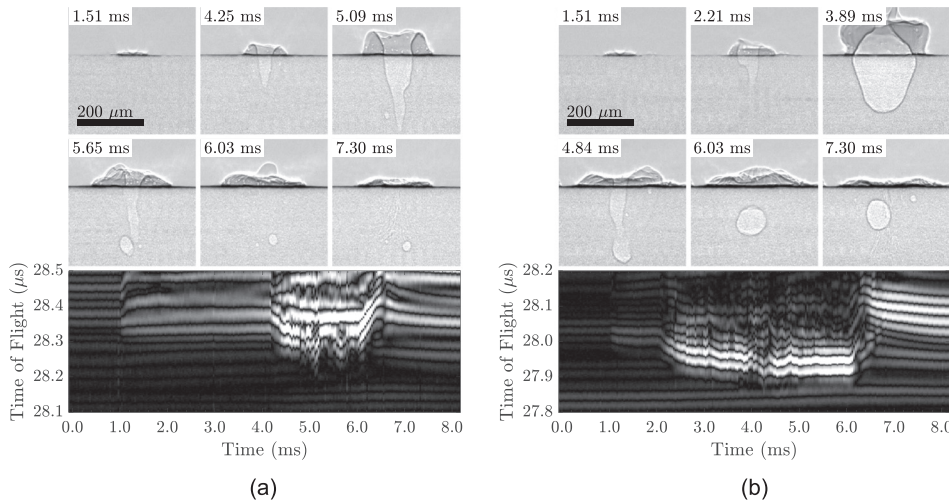 1.51 ms
4.25 ms
5.09 ms
200 μm
5.65 ms
6.03 ms
7.30 ms
28.5
28.4
28.3
28.2
28.1
Time of Flight (μs)
0.0 1.0 2.0 3.0 4.0 5.0 6.0 7.0 8.0
Time (ms)
(a)
1.51 ms
2.21 ms
3.89 ms
200 μm
4.84 ms
6.03 ms
7.30 ms
28.2
28.1
28.0
27.9
27.8
Time of Flight (μs)
0.0 1.0 2.0 3.0 4.0 5.0 6.0 7.0 8.0
Time (ms)
(b)